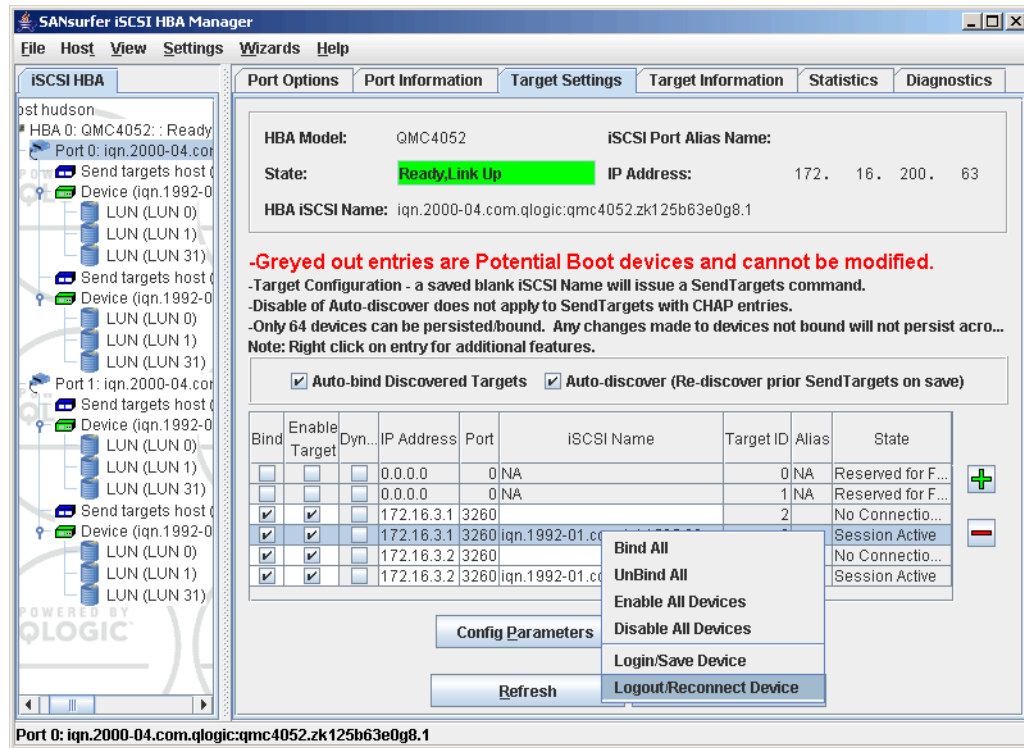 SANsurfer iSCSI HBA Manager
File Host View Settings Wizards Help
iSCSI HBA
Port Options Port Information Target Settings Target Information Statistics Diagnostics
ost hudson
HBA 0: QMC4052: : Ready
Port 0: iqn.2000-04.cor
Send targets host (
Device (iqn.1992-0
LUN (LUN 0)
LUN (LUN 1)
LUN (LUN 31)
Send targets host (
Device (iqn.1992-0
LUN (LUN 0)
LUN (LUN 1)
LUN (LUN 31)
Port 1: iqn.2000-04.cor
Send targets host (
Device (iqn.1992-0
LUN (LUN 0)
LUN (LUN 1)
LUN (LUN 31)
Send targets host (
Device (iqn.1992-0
LUN (LUN 0)
LUN (LUN 1)
LUN (LUN 31)
POWERED BY
QLOGIC
HBA Model: QMC4052 iSCSI Port Alias Name:
State: Ready,Link Up IP Address: 172. 16. 200. 63
HBA iSCSI Name: iqn.2000-04.com.qlogic:qmc4052.zk125b63e0g8.1
-Greyed out entries are Potential Boot devices and cannot be modified.
-Target Configuration - a saved blank iSCSI Name will issue a SendTargets command.
-Disable of Auto-discover does not apply to SendTargets with CHAP entries.
-Only 64 devices can be persisted/bound. Any changes made to devices not bound will not persist acro...
Note: Right click on entry for additional features.
Auto-bind Discovered Targets Auto-discover (Re-discover prior SendTargets on save)
Bind Enable Target Dyn... IP Address Port iSCSI Name Target ID Alias State
0.0.0.0 0 NA 0 NA Reserved for F...
0.0.0.0 0 NA 1 NA Reserved for F...
172.16.3.1 3260 2 No Connectio...
172.16.3.1 3260 iqn.1992-01.co Session Active
172.16.3.2 3260 No Connectio...
172.16.3.2 3260 iqn.1992-01.co Session Active
Bind All
UnBind All
Enable All Devices
Disable All Devices
Login/Save Device
Logout/Reconnect Device
Config Parameters
Refresh
Port 0: iqn.2000-04.com.qlogic:qmc4052.zk125b63e0g8.1